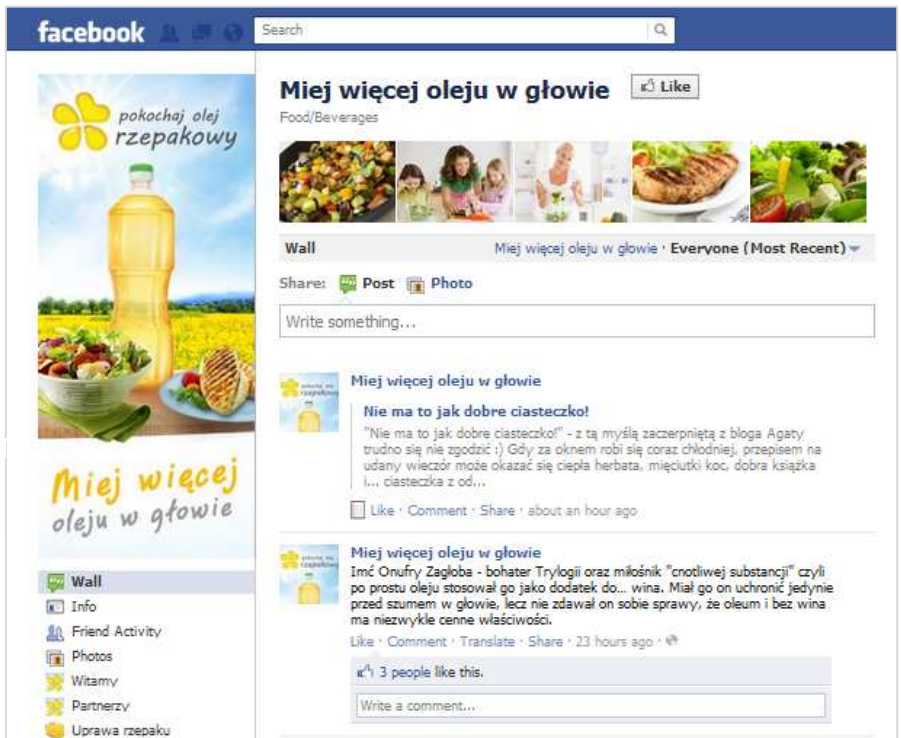 facebook
Search
pokochaj olej
rzepakowy
Miej więcej
oleju w głowie
Wall
Info
Friend Activity
Photos
Witamy
Partnerzy
Uprawa rzepaku
Miej więcej oleju w głowie
Like
Food/Beverages
Wall
Miej więcej oleju w głowie · Everyone (Most Recent)
Share: Post Photo
Write something...
Miej więcej oleju w głowie
Nie ma to jak dobre ciasteczko!
"Nie ma to jak dobre ciasteczko!" - z tą myślą zaczerpniętą z bloga Agaty
trudno się nie zgodzić :) Gdy za oknem robi się coraz chłodniej, przepisem na
udany wieczór może okazać się ciepła herbata, mięciutki koc, dobra książka
i... ciasteczka z od...
Like · Comment · Share · about an hour ago
Miej więcej oleju w głowie
Imć Onufry Zagłoba - bohater Trylogii oraz miłośnik "cnotliwej substancji" czyli
po prostu oleju stosował go jako dodatek do... wina. Miał go on uchronić jedynie
przed szumem w głowie, lecz nie zdawał on sobie sprawy, że oleum i bez wina
ma niezwykle cenne właściwości.
Like · Comment · Translate · Share · 23 hours ago ·
3 people like this.
Write a comment...